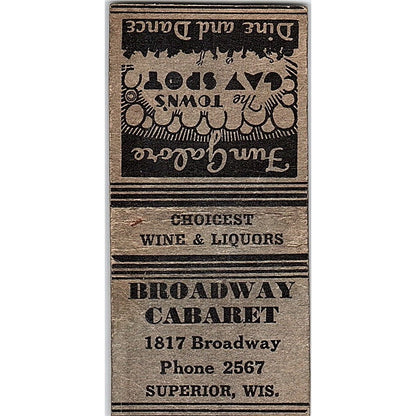 Dine and Dance
The TOWN'S
GAY SPOT
Fun Galore
CHOICEST
WINE & LIQUORS
BROADWAY
CABARET
1817 Broadway
Phone 2567
SUPERIOR, WIS.